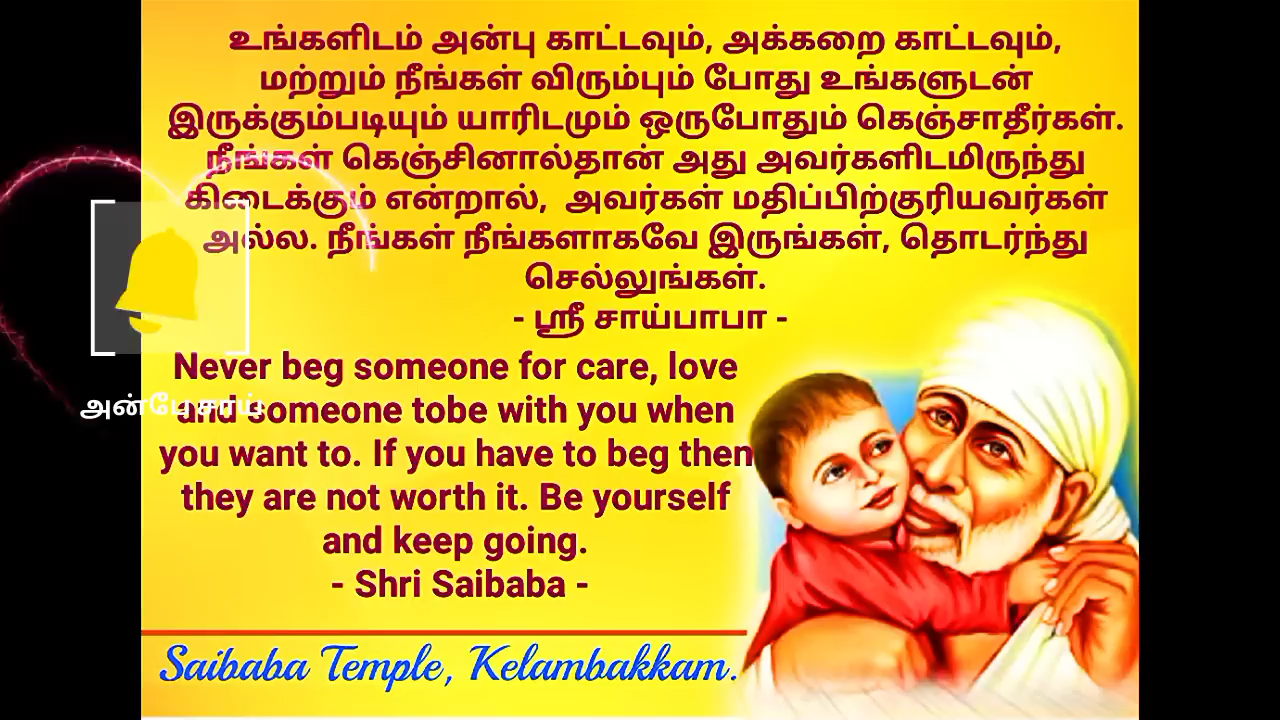 உங்களிடம் அன்பு காட்டவும், அக்கறை காட்டவும்,
மற்றும் நீங்கள் விரும்பும் போது உங்களுடன்
இருக்கும்படியும் யாரிடமும் ஒருபோதும் கெஞ்சாதீர்கள்.
நீங்கள் கெஞ்சினால்தான் அது அவர்களிடமிருந்து
கிடைக்கும் என்றால், அவர்கள் மதிப்பிற்குரியவர்கள்
அல்ல. நீங்கள் நீங்களாகவே இருங்கள், தொடர்ந்து
செல்லுங்கள்.
- ஸ்ரீ சாய்பாபா -
Never beg someone for care, love
and someone tobe with you when
you want to. If you have to beg then
they are not worth it. Be yourself
and keep going.
- Shri Saibaba -
அன்பே சாய்
Saibaba Temple, Kelambakkam.